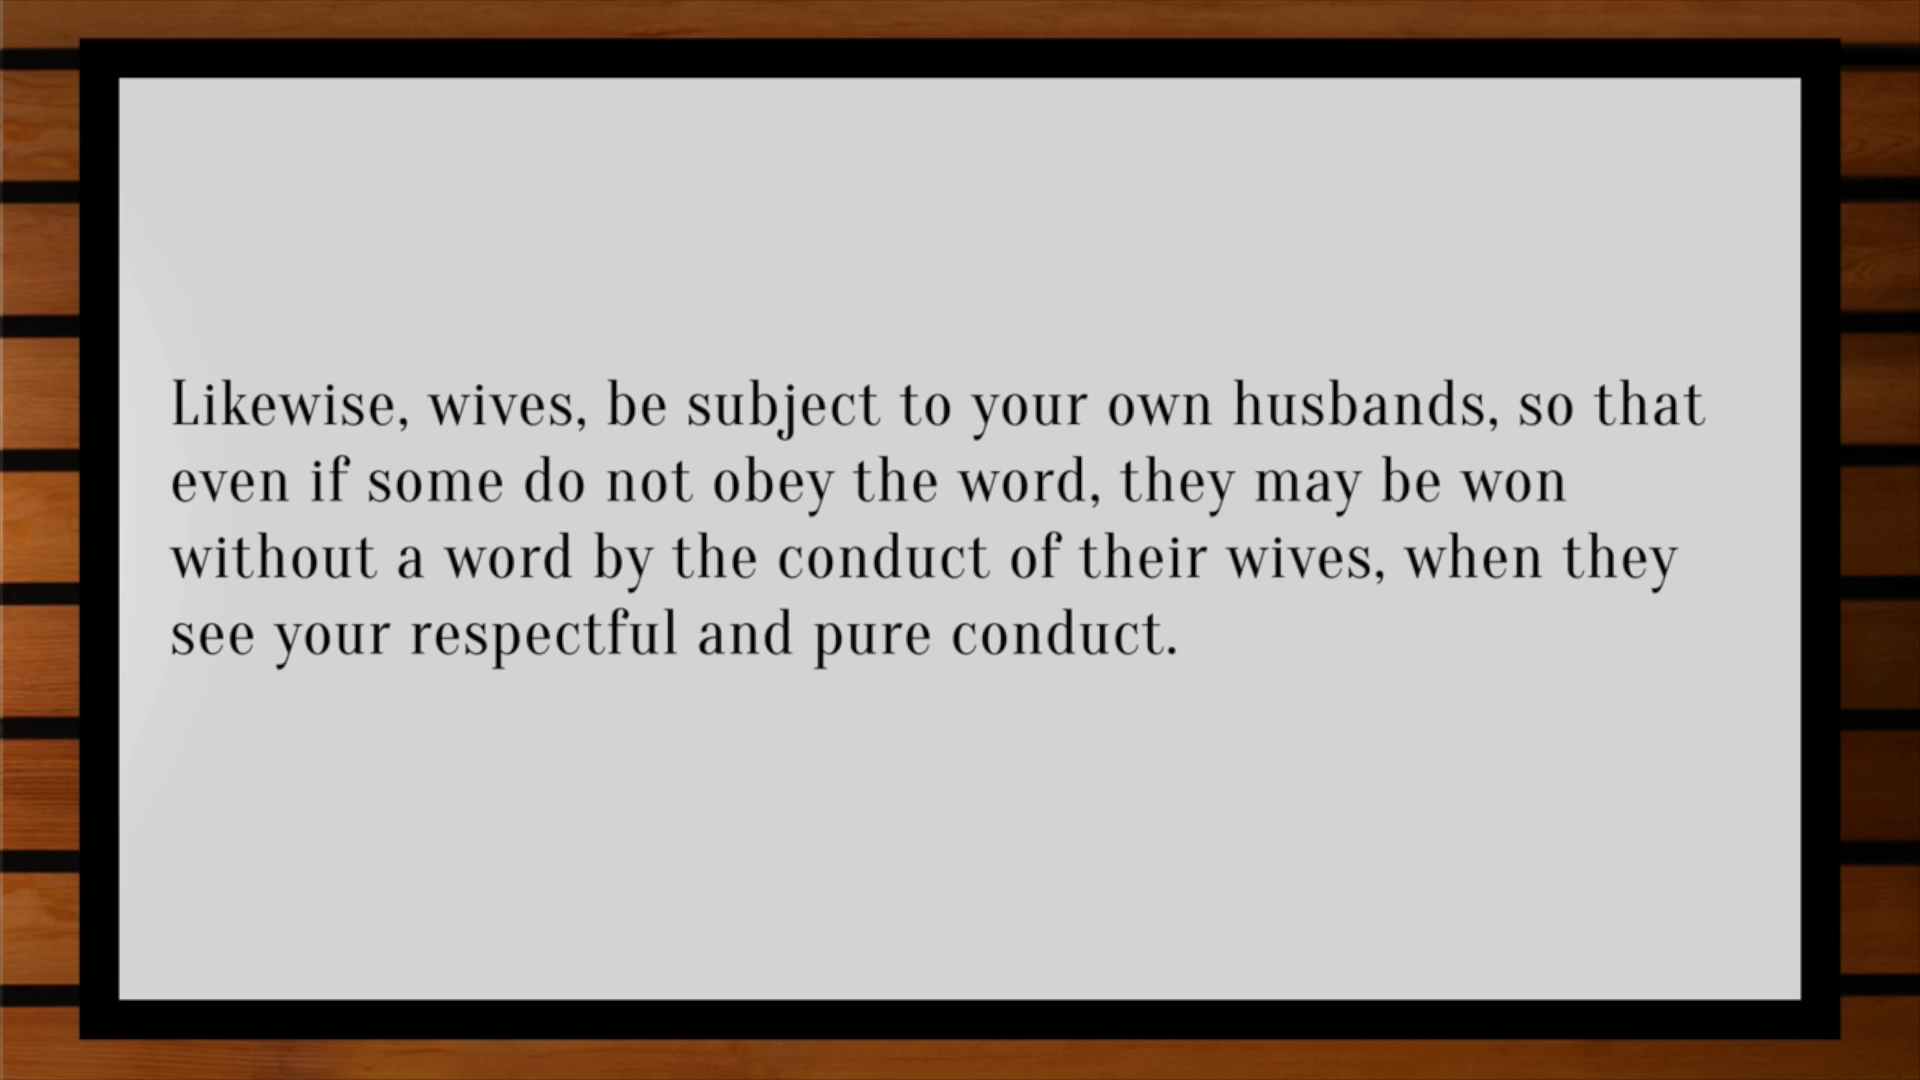 Likewise, wives, be subject to your own husbands, so that
even if some do not obey the word, they may be won
without a word by the conduct of their wives, when they
see your respectful and pure conduct.